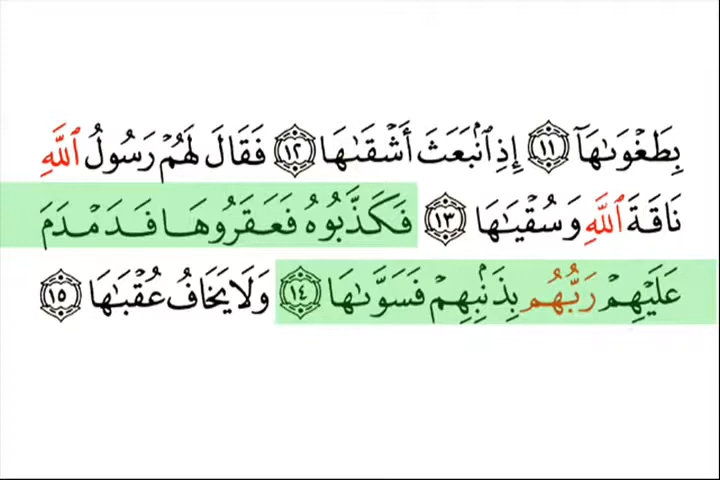 بِطَغْوَىٰهَآ ١١ إِذِ ٱنۢبَعَثَ أَشْقَىٰهَا ١٢ فَقَالَ لَهُمْ رَسُولُ ٱللَّهِ
نَاقَةَ ٱللَّهِ وَسُقْيَـٰهَا ١٣ فَكَذَّبُوهُ فَعَقَرُوهَا فَدَمْدَمَ
عَلَيْهِمْ رَبُّهُم بِذَنۢبِهِمْ فَسَوَّىٰهَا ١٤ وَلَا يَخَافُ عُقْبَـٰهَا ١٥